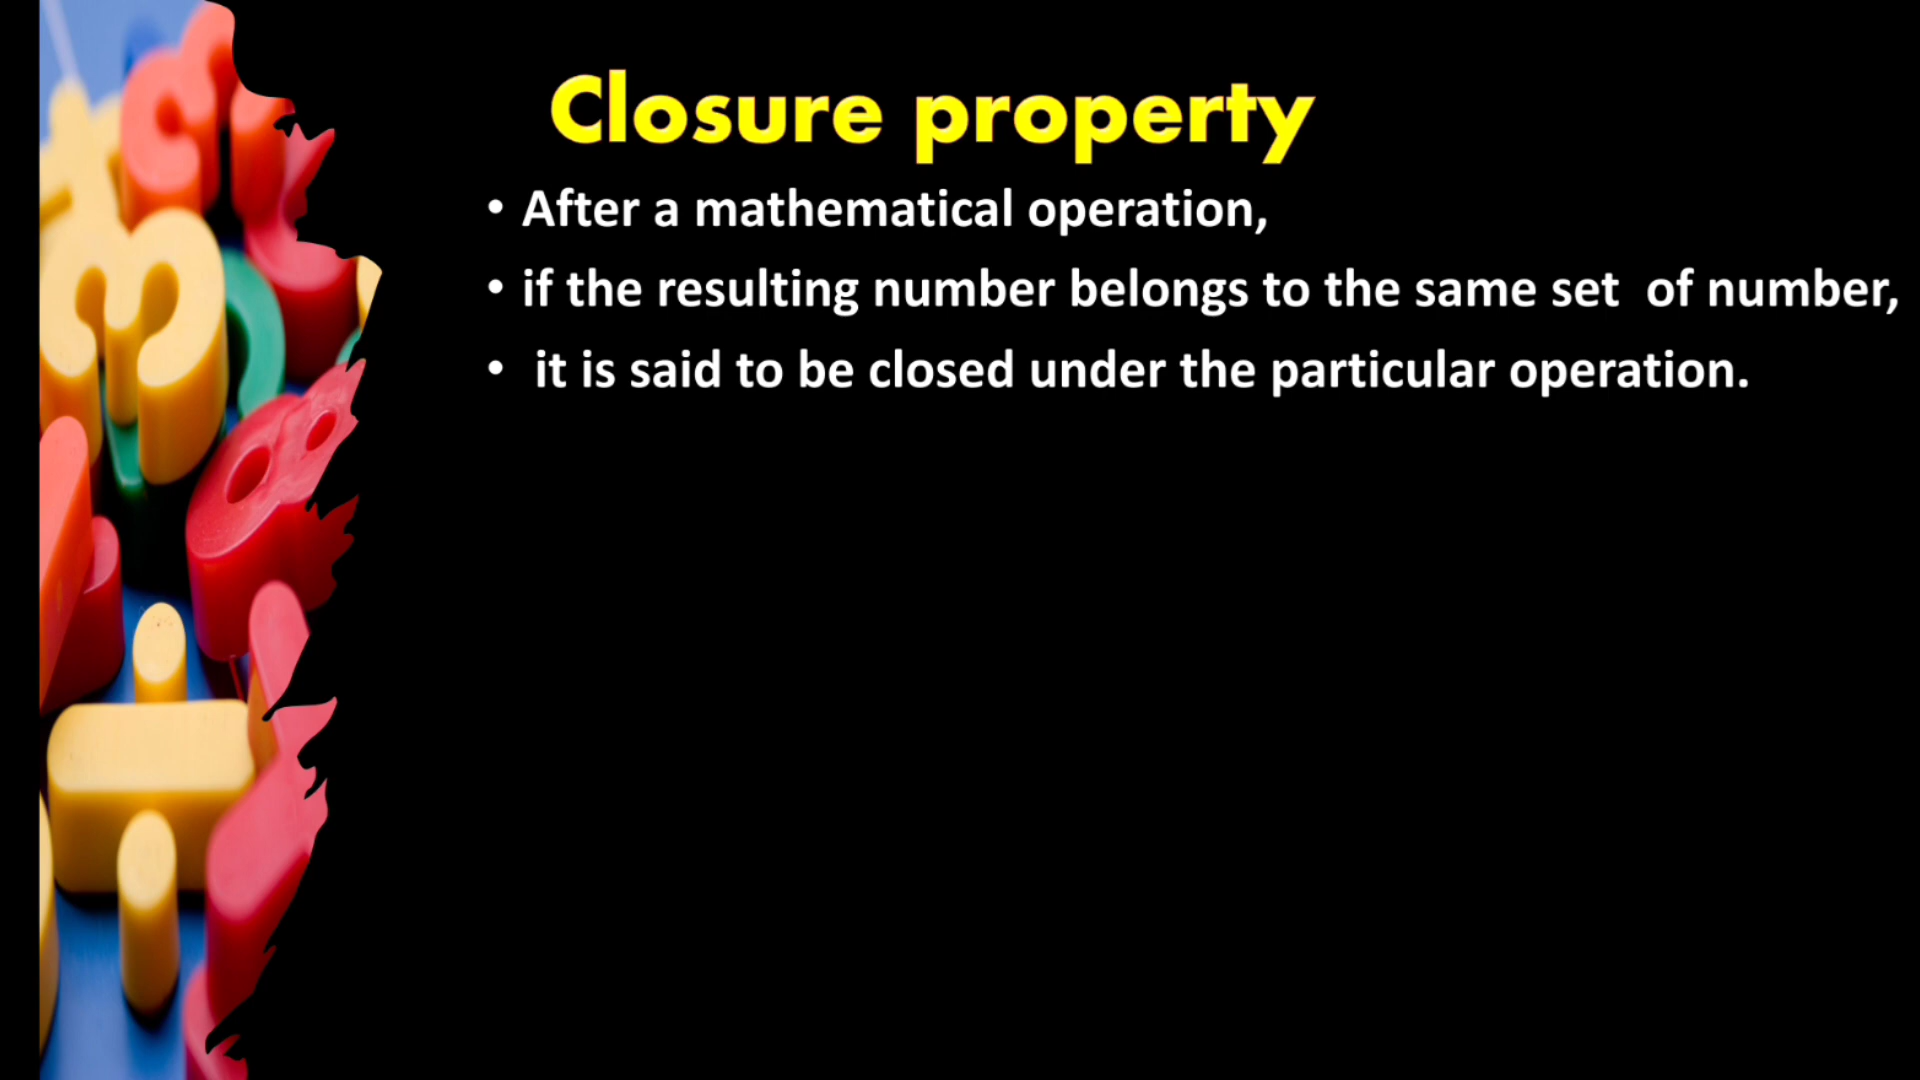 Closure property
• After a mathematical operation,
• if the resulting number belongs to the same set  of number,
•  it is said to be closed under the particular operation.